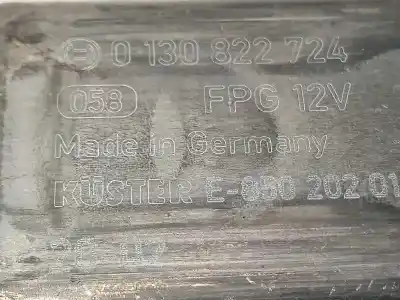 0 130 822 724
058 FPG 12V
Made in Germany
KÜSTER E-850 202 01